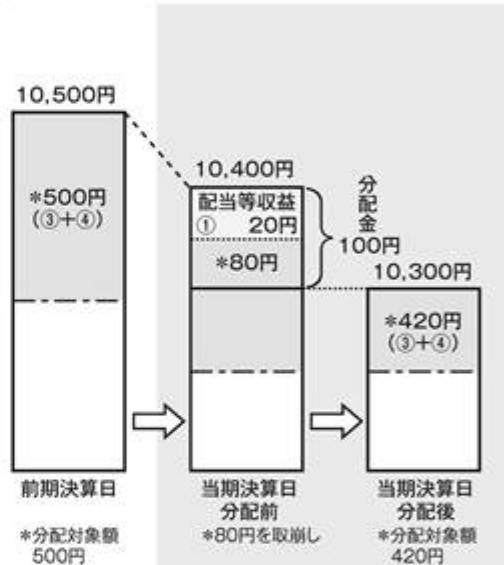 10,500円
*500円
(③+④)
前期決算日
*分配対象額
500円
10,400円
配当等収益
① 20円
*80円
分配金
100円
当期決算日
分配前
*80円を取崩し
10,300円
*420円
(③+④)
当期決算日
分配後
*分配対象額
420円